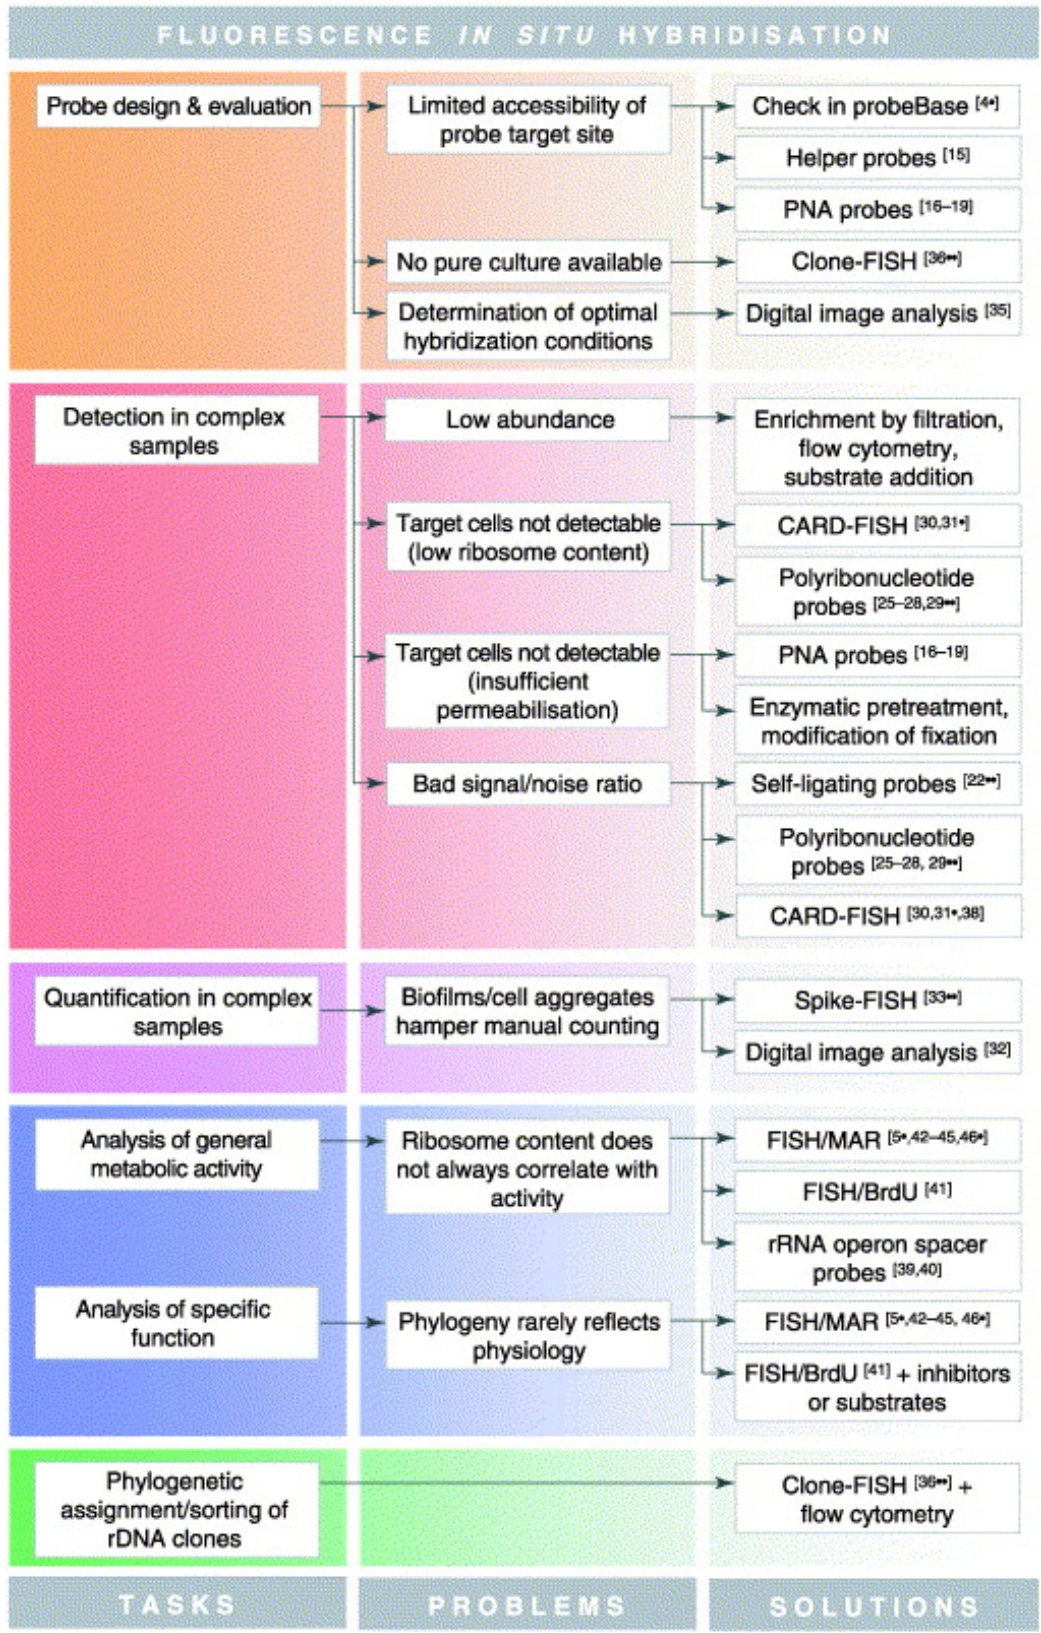 FLUORESCENCE IN SITU HYBRIDISATION
Probe design & evaluation
Limited accessibility of
probe target site
Check in probeBase [4•]
Helper probes [15]
PNA probes [16–19]
No pure culture available
Clone-FISH [36••]
Determination of optimal
hybridization conditions
Digital image analysis [35]
Detection in complex
samples
Low abundance
Enrichment by filtration,
flow cytometry,
substrate addition
Target cells not detectable
(low ribosome content)
CARD-FISH [30,31•]
Polyribonucleotide
probes [25–28,29••]
Target cells not detectable
(insufficient
permeabilisation)
PNA probes [16–19]
Enzymatic pretreatment,
modification of fixation
Bad signal/noise ratio
Self-ligating probes [22••]
Polyribonucleotide
probes [25–28, 29••]
CARD-FISH [30,31•,38]
Quantification in complex
samples
Biofilms/cell aggregates
hamper manual counting
Spike-FISH [33••]
Digital image analysis [32]
Analysis of general
metabolic activity
Ribosome content does
not always correlate with
activity
FISH/MAR [5•,42–45,46•]
FISH/BrdU [41]
rRNA operon spacer
probes [39,40]
Analysis of specific
function
Phylogeny rarely reflects
physiology
FISH/MAR [5•,42–45, 46•]
FISH/BrdU [41] + inhibitors
or substrates
Phylogenetic
assignment/sorting of
rDNA clones
Clone-FISH [36••] +
flow cytometry
TASKS
PROBLEMS
SOLUTIONS